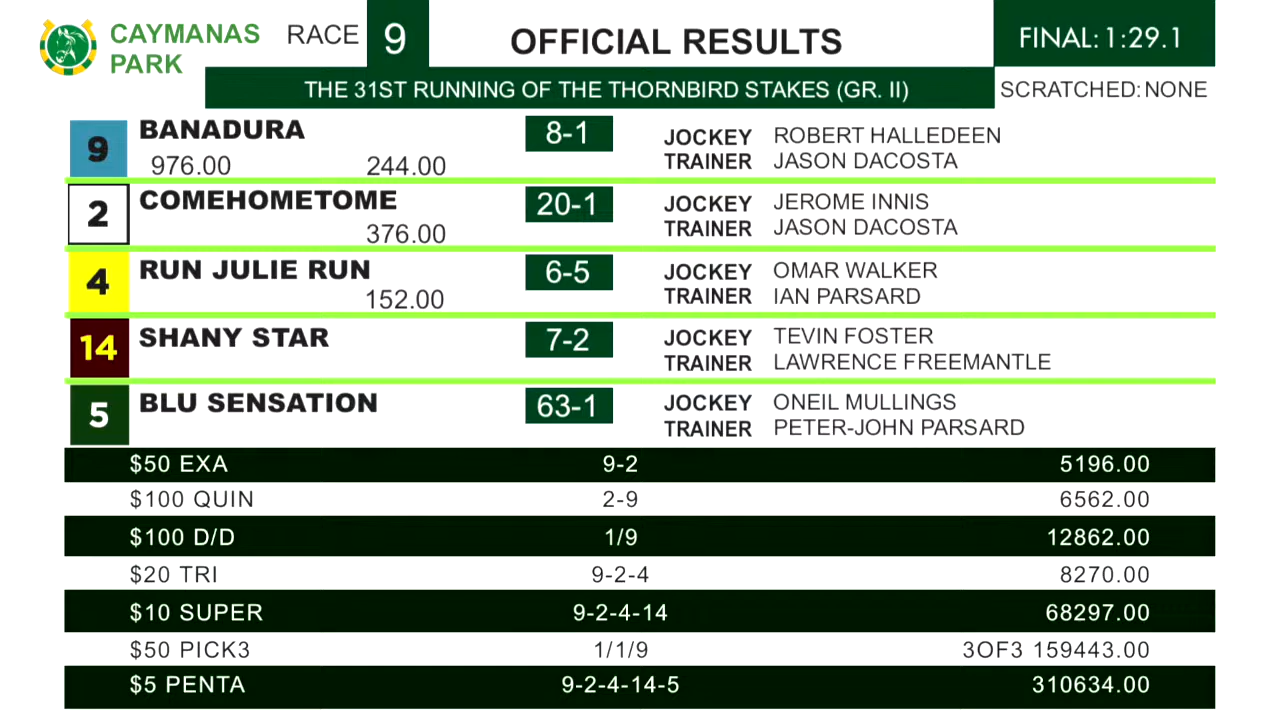 CAYMANAS PARK
RACE 9
OFFICIAL RESULTS
FINAL: 1:29.1
THE 31ST RUNNING OF THE THORNBIRD STAKES (GR. II)
SCRATCHED: NONE
9 BANADURA 8-1 JOCKEY ROBERT HALLEDEEN
976.00 244.00 TRAINER JASON DACOSTA
2 COMEHOMETOME 20-1 JOCKEY JEROME INNIS
376.00 TRAINER JASON DACOSTA
4 RUN JULIE RUN 6-5 JOCKEY OMAR WALKER
152.00 TRAINER IAN PARSARD
14 SHANY STAR 7-2 JOCKEY TEVIN FOSTER
TRAINER LAWRENCE FREEMANTLE
5 BLU SENSATION 63-1 JOCKEY ONEIL MULLINGS
TRAINER PETER-JOHN PARSARD
$50 EXA 9-2 5196.00
$100 QUIN 2-9 6562.00
$100 D/D 1/9 12862.00
$20 TRI 9-2-4 8270.00
$10 SUPER 9-2-4-14 68297.00
$50 PICK3 1/1/9 3OF3 159443.00
$5 PENTA 9-2-4-14-5 310634.00